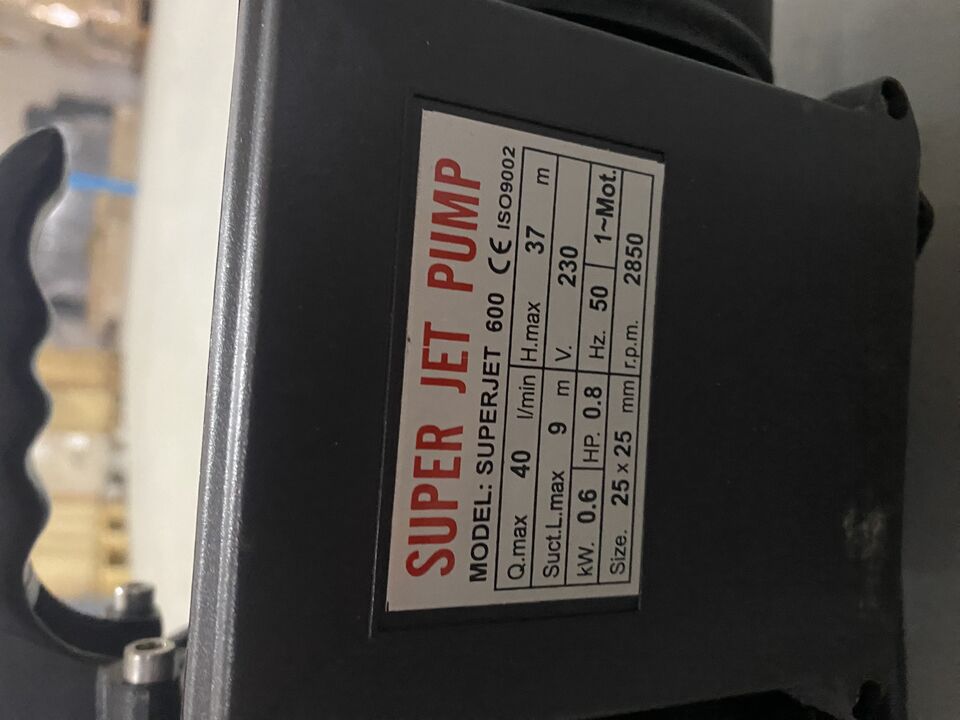 SUPER JET PUMP
MODEL: SUPERJET 600 CE ISO9002
Q.max 40 l/min H.max 37 m
Suct.L.max 9 m V. 230
kW. 0.6 HP. 0.8 Hz. 50 1~Mot.
Size. 25 x 25 mm r.p.m. 2850